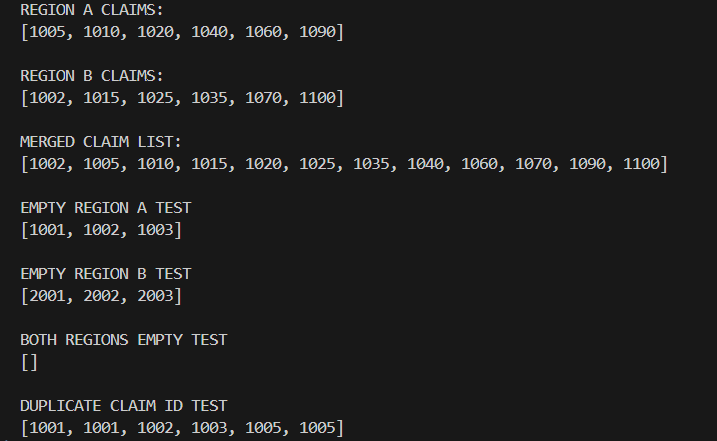 REGION A CLAIMS:
[1005, 1010, 1020, 1040, 1060, 1090]
REGION B CLAIMS:
[1002, 1015, 1025, 1035, 1070, 1100]
MERGED CLAIM LIST:
[1002, 1005, 1010, 1015, 1020, 1025, 1035, 1040, 1060, 1070, 1090, 1100]
EMPTY REGION A TEST
[1001, 1002, 1003]
EMPTY REGION B TEST
[2001, 2002, 2003]
BOTH REGIONS EMPTY TEST
[]
DUPLICATE CLAIM ID TEST
[1001, 1001, 1002, 1003, 1005, 1005]